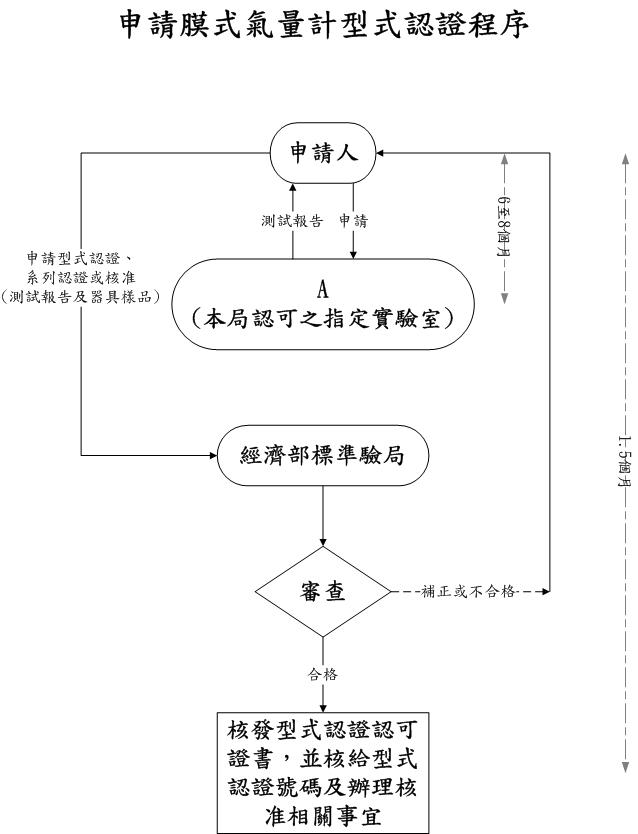 申請膜式氣量計型式認證程序
申請人
測試報告
申請
6至8個月
申請型式認證、
系列認證或核准
（測試報告及器具樣品）
A
（本局認可之指定實驗室）
1.5個月
經濟部標準驗局
審查
補正或不合格
合格
核發型式認證認可
證書，並核給型式
認證號碼及辦理核
准相關事宜